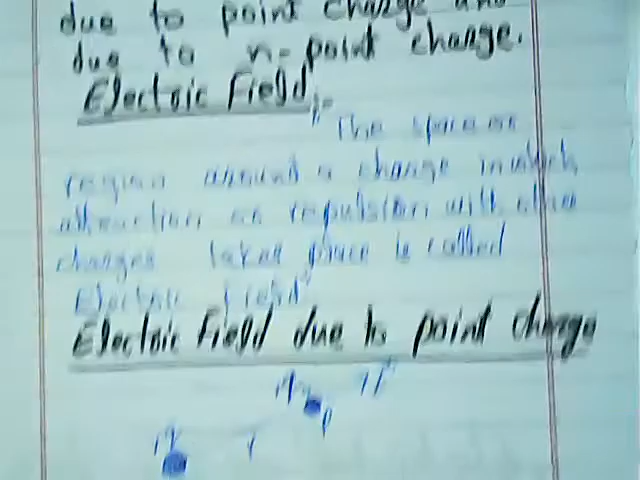 due to point charge and
due to n-point charge.
Electric Field:-
"The space or
region around a charge in which
attraction or repulsion with other
charges takes place is called
Electric field"
Electric Field due to point charge